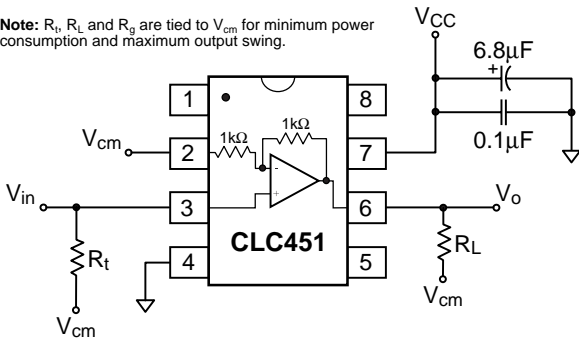 Note: Rt, RL and Rg are tied to Vcm for minimum power
consumption and maximum output swing.
VCC
6.8µF
+
0.1µF
1
8
1kΩ
1kΩ
Vcm
2
7
-
+
Vin
3
6
Vo
CLC451
Rt
4
5
RL
Vcm
Vcm